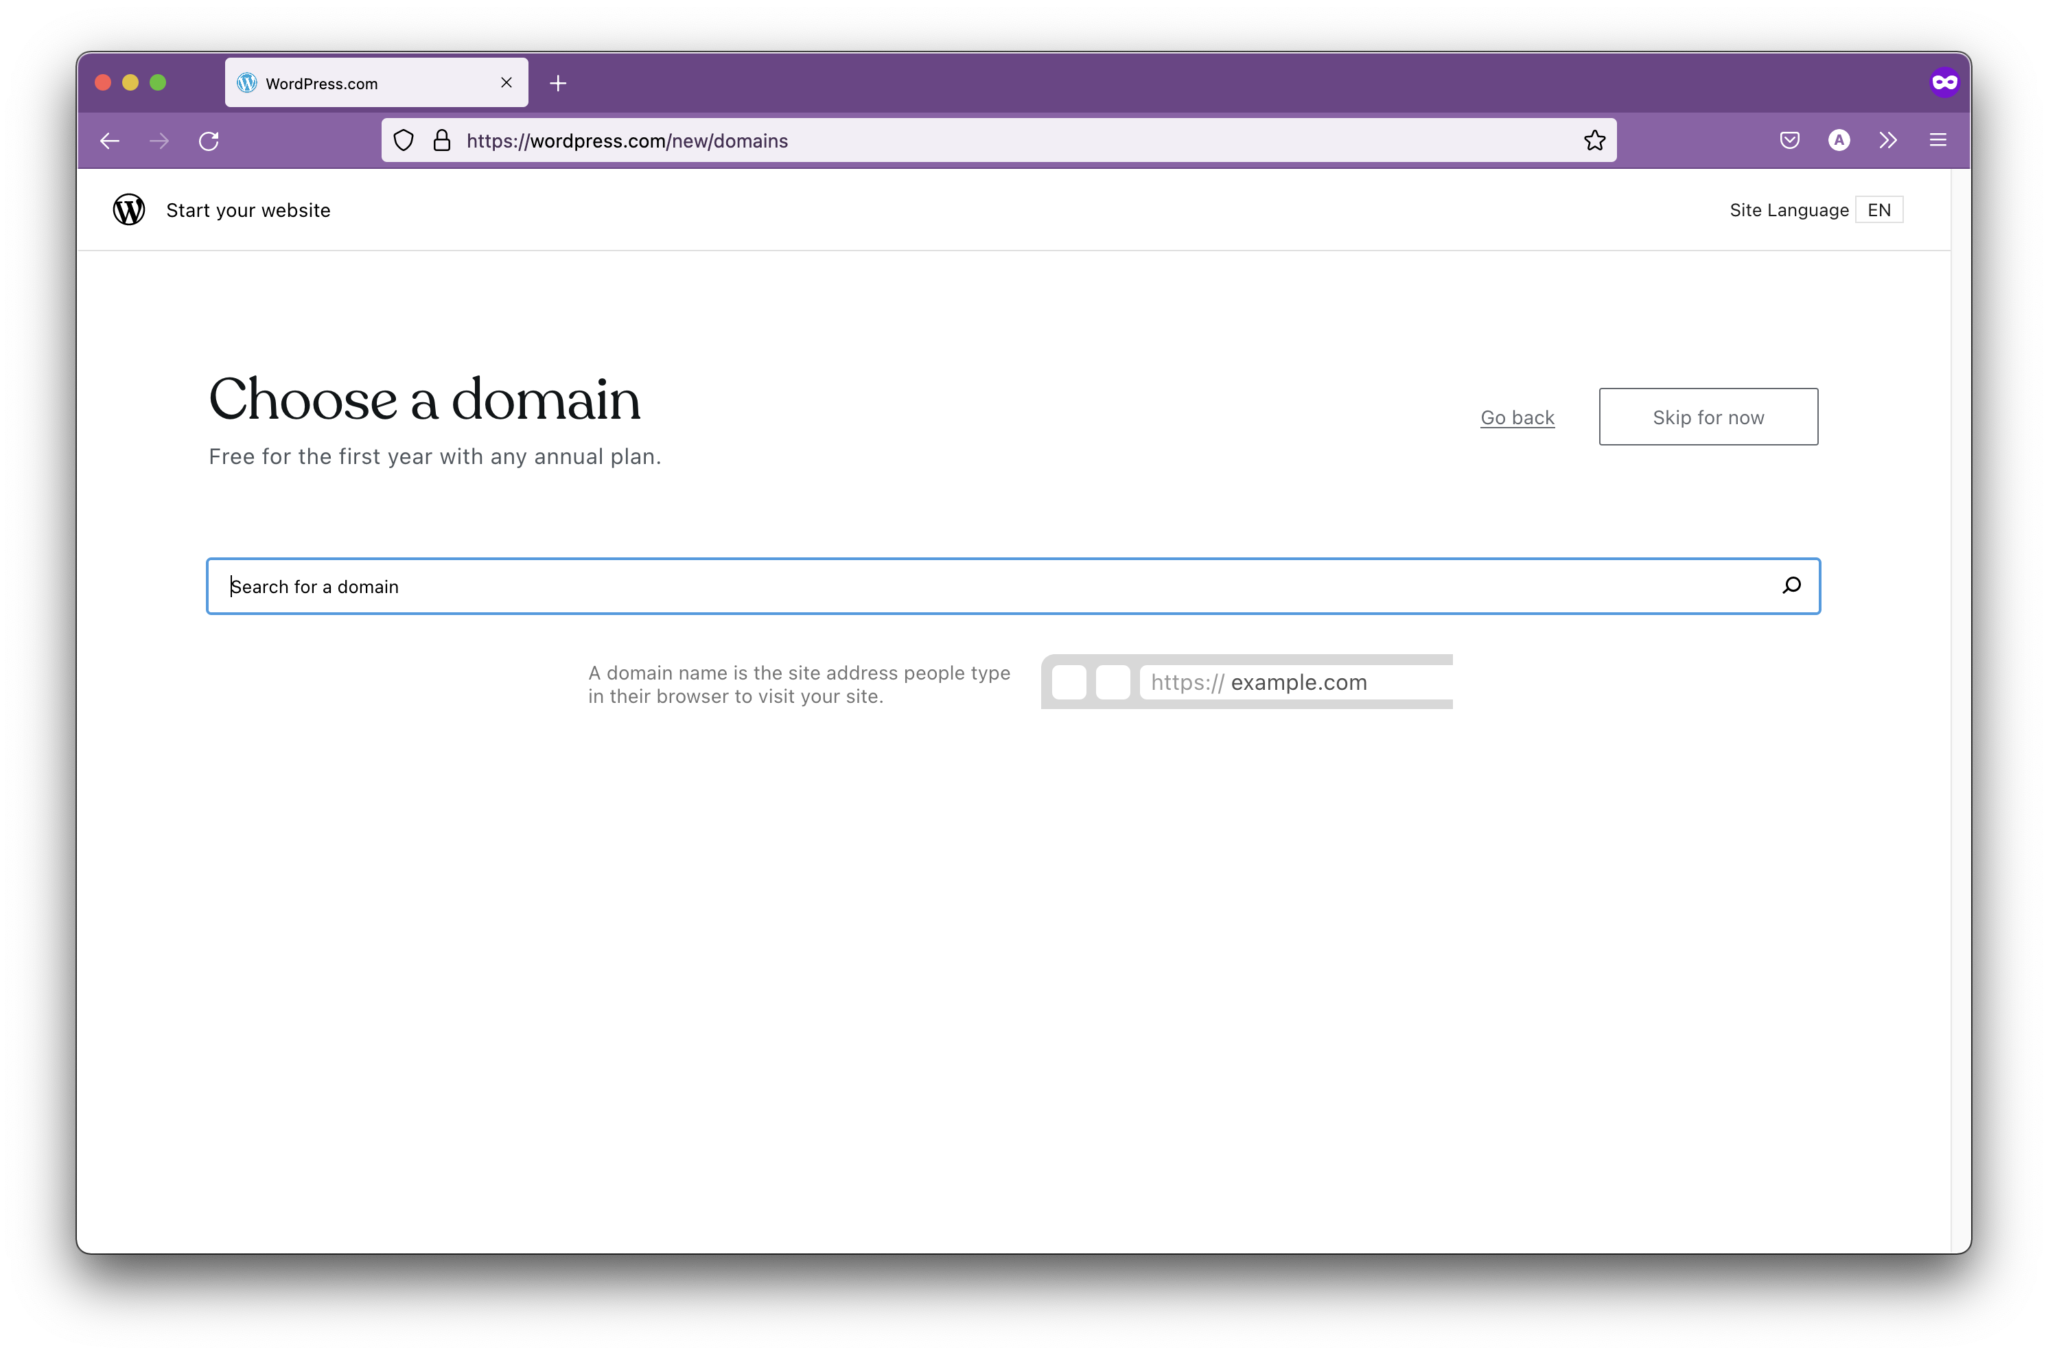 WordPress.com
https://wordpress.com/new/domains
A
Start your website
Site Language EN
Choose a domain
Go back
Skip for now
Free for the first year with any annual plan.
Search for a domain
A domain name is the site address people type
in their browser to visit your site.
https:// example.com